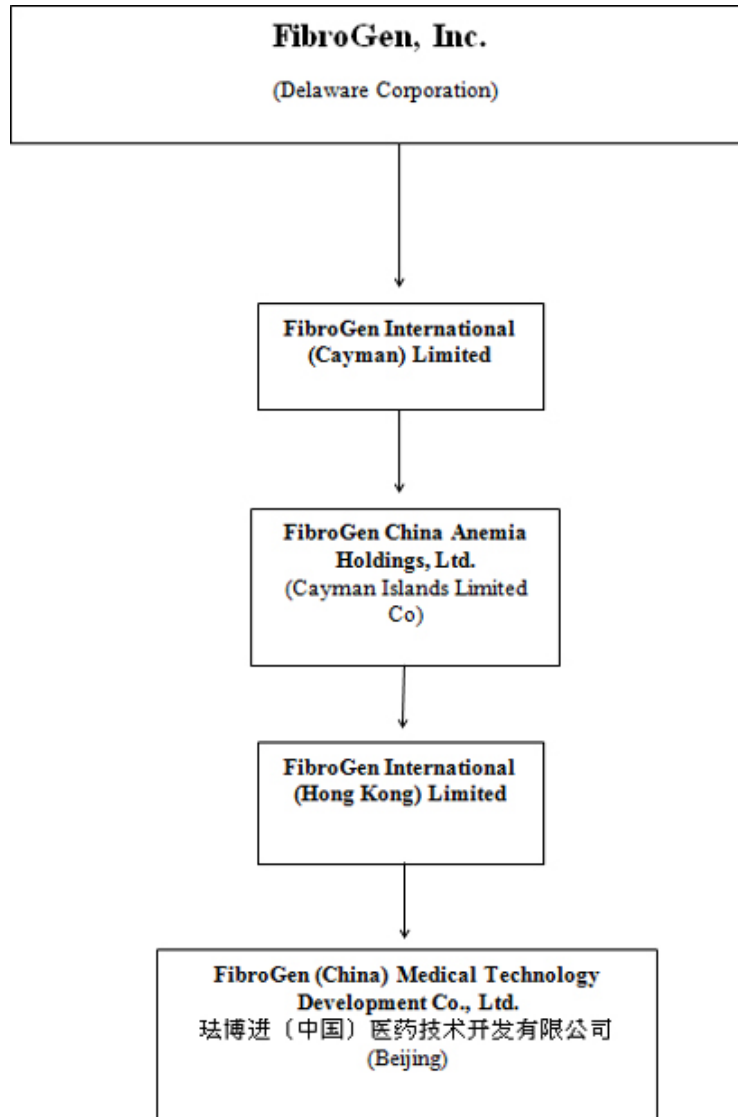 FibroGen, Inc.
(Delaware Corporation)
FibroGen International
(Cayman) Limited
FibroGen China Anemia
Holdings, Ltd.
(Cayman Islands Limited
Co)
FibroGen International
(Hong Kong) Limited
FibroGen (China) Medical Technology
Development Co., Ltd.
珐博进（中国）医药技术开发有限公司
(Beijing)